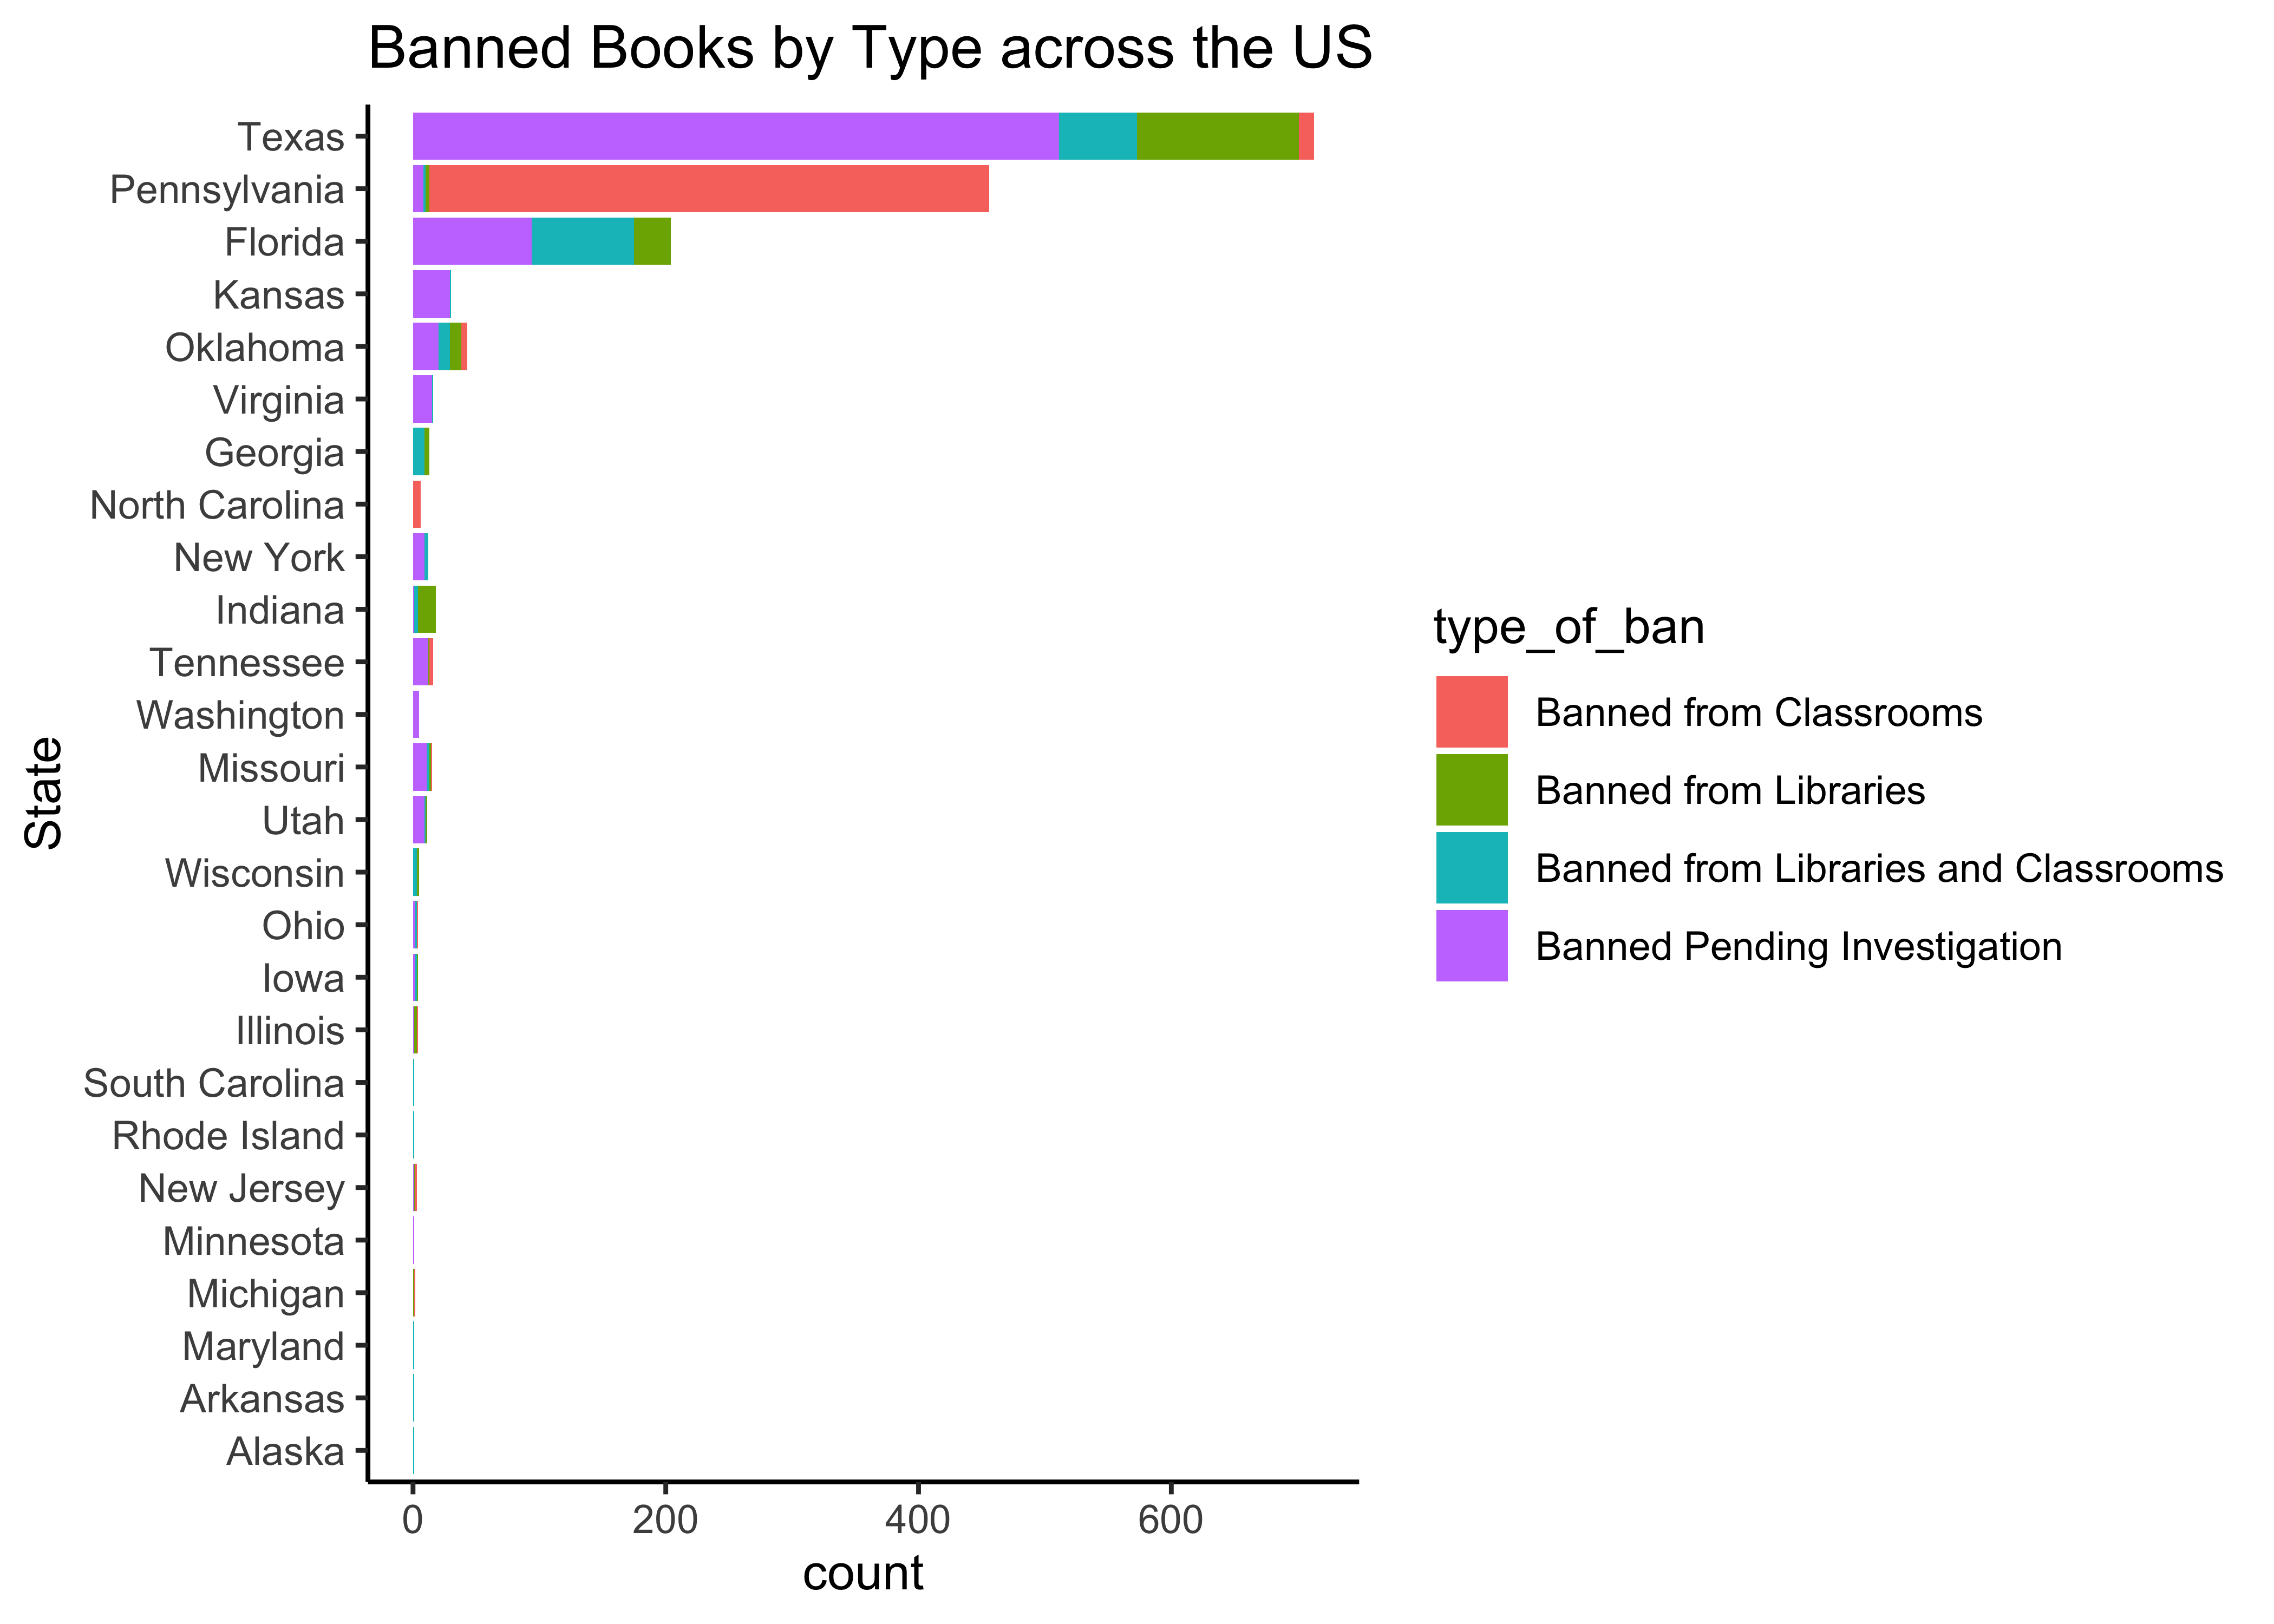 Banned Books by Type across the US
Texas
Pennsylvania
Florida
Kansas
Oklahoma
Virginia
Georgia
North Carolina
New York
Indiana
Tennessee
Washington
Missouri
Utah
Wisconsin
Ohio
Iowa
Illinois
South Carolina
Rhode Island
New Jersey
Minnesota
Michigan
Maryland
Arkansas
Alaska
State
0 200 400 600
count
type_of_ban
Banned from Classrooms
Banned from Libraries
Banned from Libraries and Classrooms
Banned Pending Investigation